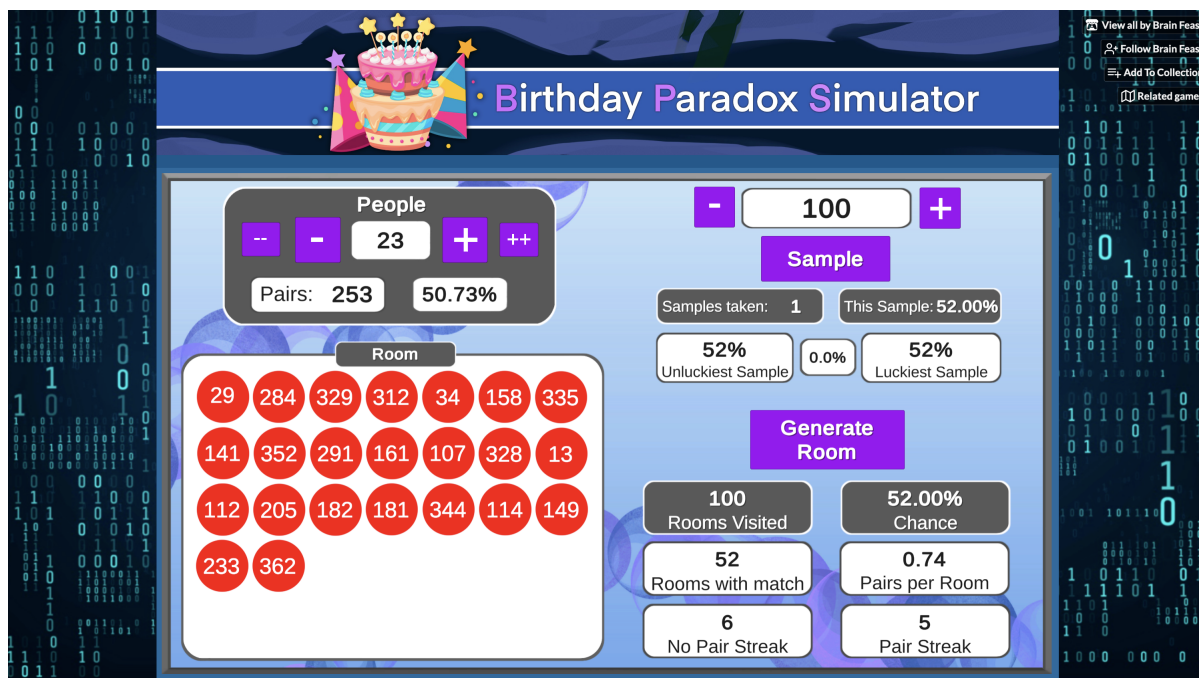 View all by Brain Feas
Follow Brain Feas
Add To Collectio
Related game
Birthday Paradox Simulator
People
-- - 23 + ++
Pairs: 253 50.73%
- 100 +
Sample
Samples taken: 1 This Sample: 52.00%
52% 0.0% 52%
Unluckiest Sample Luckiest Sample
Room
29 284 329 312 34 158 335
141 352 291 161 107 328 13
112 205 182 181 344 114 149
233 362
Generate
Room
100 52.00%
Rooms Visited Chance
52 0.74
Rooms with match Pairs per Room
6 5
No Pair Streak Pair Streak